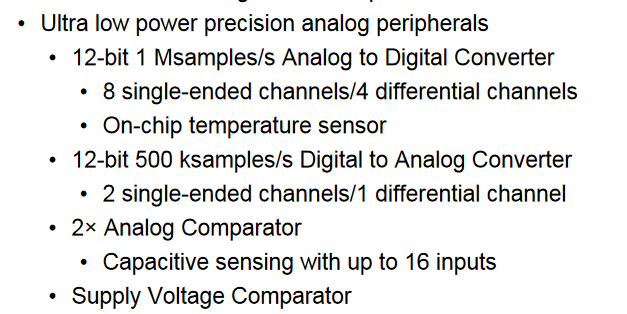 • Ultra low power precision analog peripherals
• 12-bit 1 Msamples/s Analog to Digital Converter
• 8 single-ended channels/4 differential channels
• On-chip temperature sensor
• 12-bit 500 ksamples/s Digital to Analog Converter
• 2 single-ended channels/1 differential channel
• 2× Analog Comparator
• Capacitive sensing with up to 16 inputs
• Supply Voltage Comparator